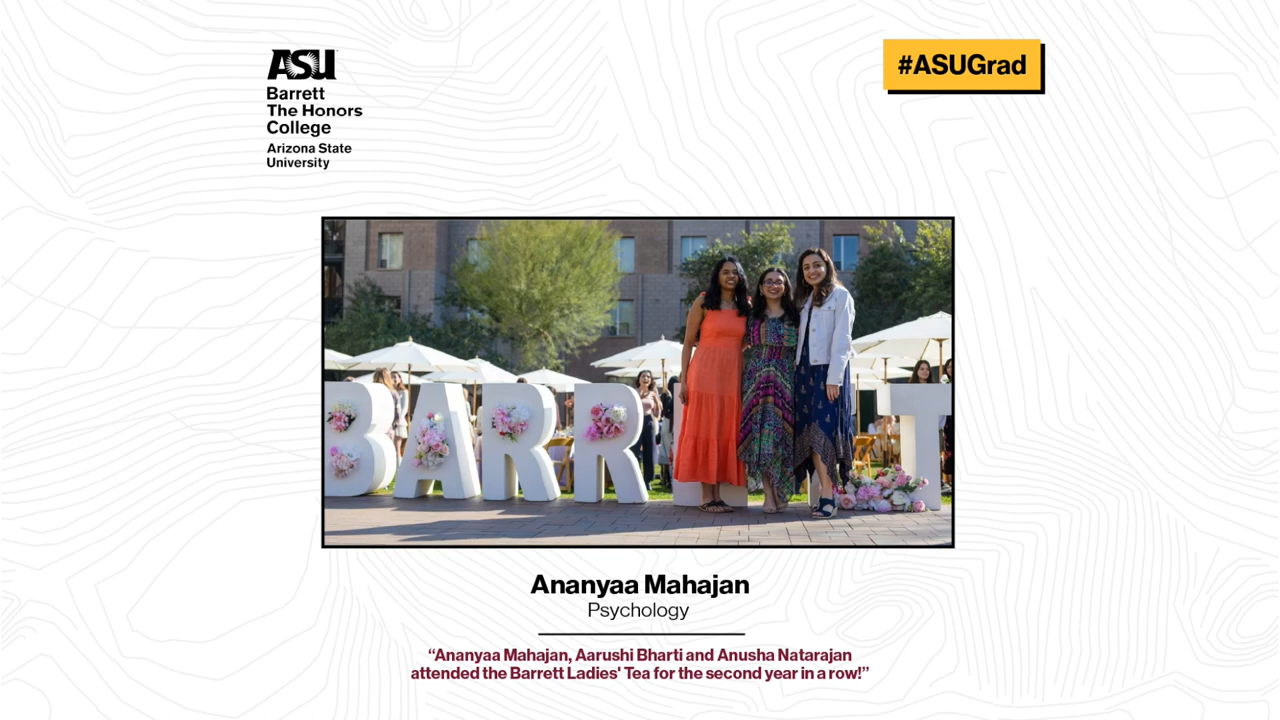 ASU
Barrett
The Honors
College
Arizona State
University
#ASUGrad
BARR T
Ananyaa Mahajan
Psychology
“Ananyaa Mahajan, Aarushi Bharti and Anusha Natarajan
attended the Barrett Ladies' Tea for the second year in a row!”